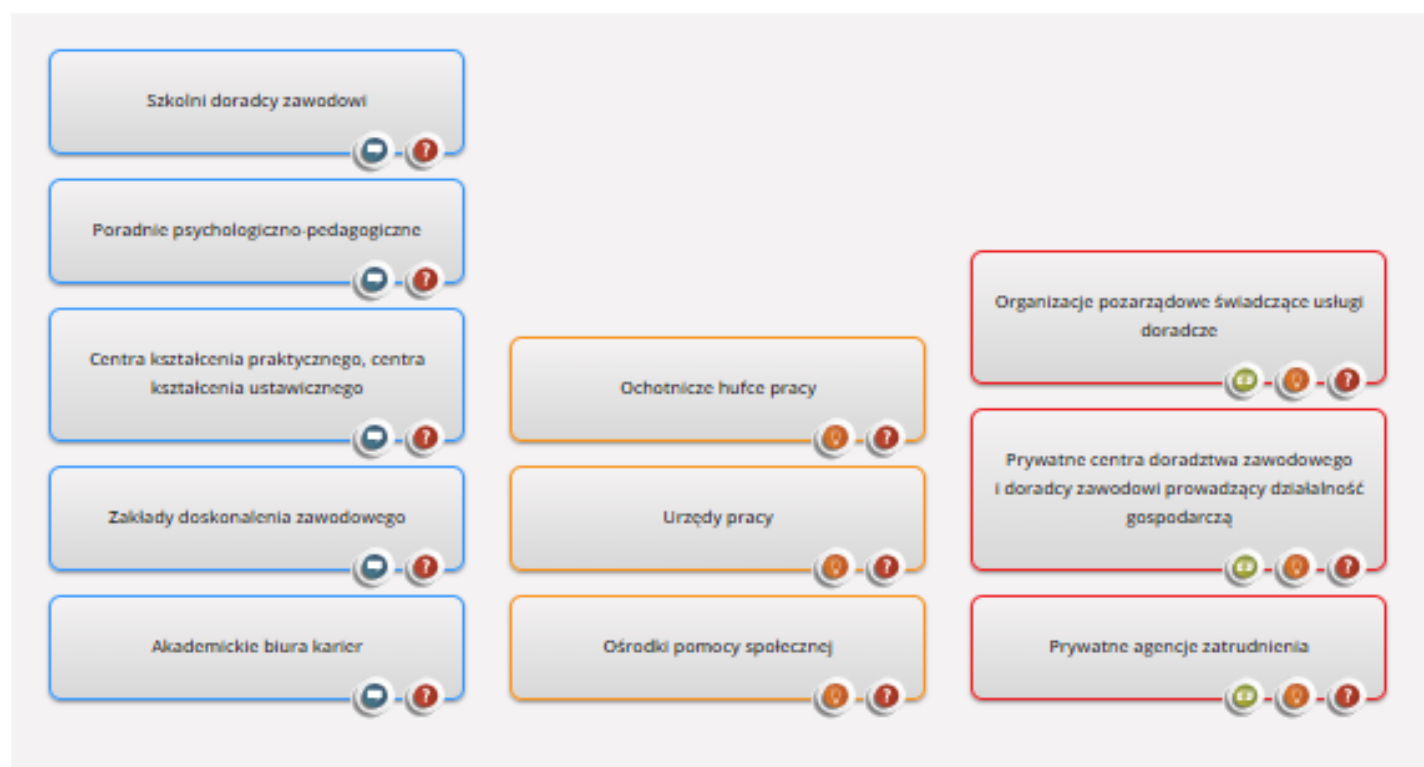 Szkolni doradcy zawodowi
Poradnie psychologiczno-pedagogiczne
Centra kształcenia praktycznego, centra
kształcenia ustawicznego
Zakłady doskonalenia zawodowego
Akademickie biura karier
Ochotnicze hufce pracy
Urzędy pracy
Ośrodki pomocy społecznej
Organizacje pozarządowe świadczące usługi
doradcze
Prywatne centra doradztwa zawodowego
i doradcy zawodowi prowadzący działalność
gospodarczą
Prywatne agencje zatrudnienia